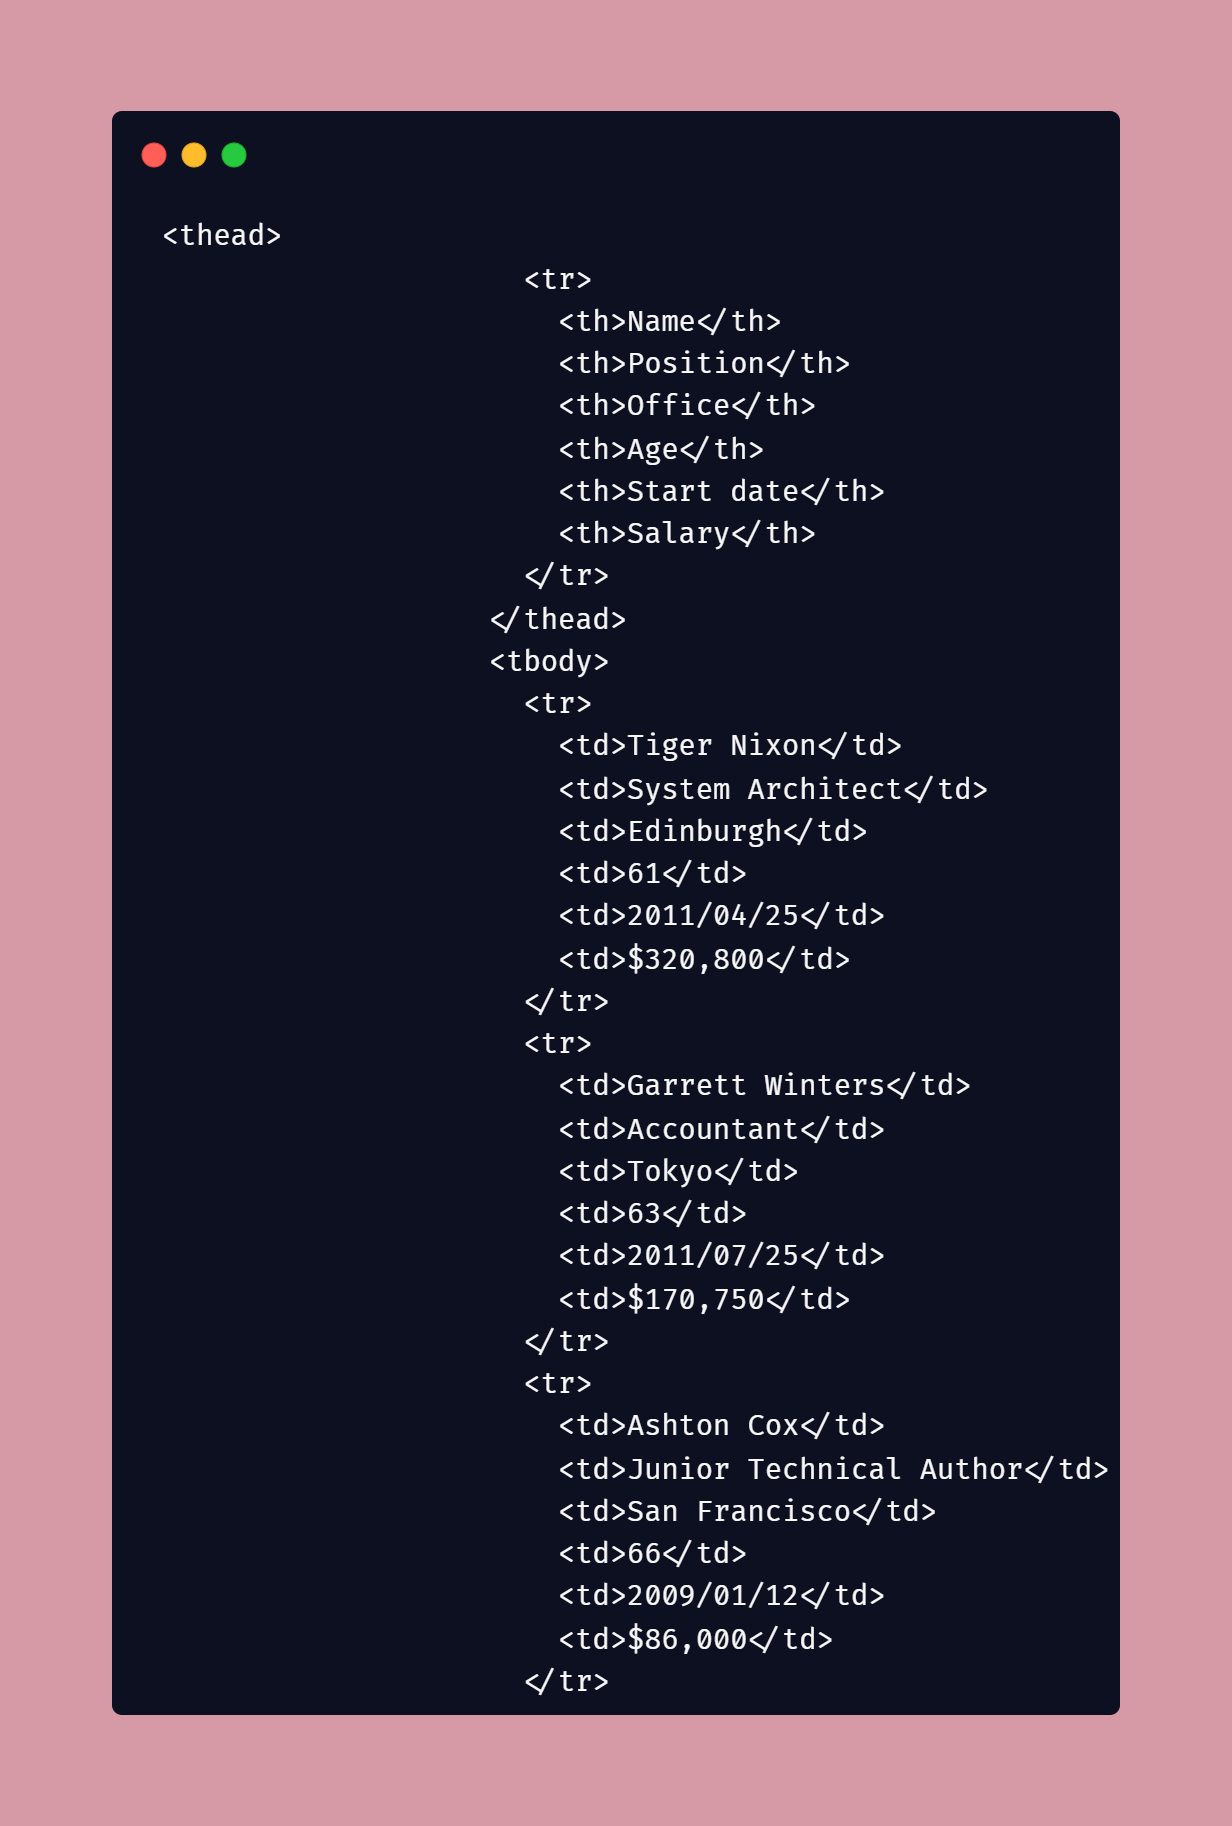 <thead>
<tr>
<th>Name</th>
<th>Position</th>
<th>Office</th>
<th>Age</th>
<th>Start date</th>
<th>Salary</th>
</tr>
</thead>
<tbody>
<tr>
<td>Tiger Nixon</td>
<td>System Architect</td>
<td>Edinburgh</td>
<td>61</td>
<td>2011/04/25</td>
<td>$320,800</td>
</tr>
<tr>
<td>Garrett Winters</td>
<td>Accountant</td>
<td>Tokyo</td>
<td>63</td>
<td>2011/07/25</td>
<td>$170,750</td>
</tr>
<tr>
<td>Ashton Cox</td>
<td>Junior Technical Author</td>
<td>San Francisco</td>
<td>66</td>
<td>2009/01/12</td>
<td>$86,000</td>
</tr>